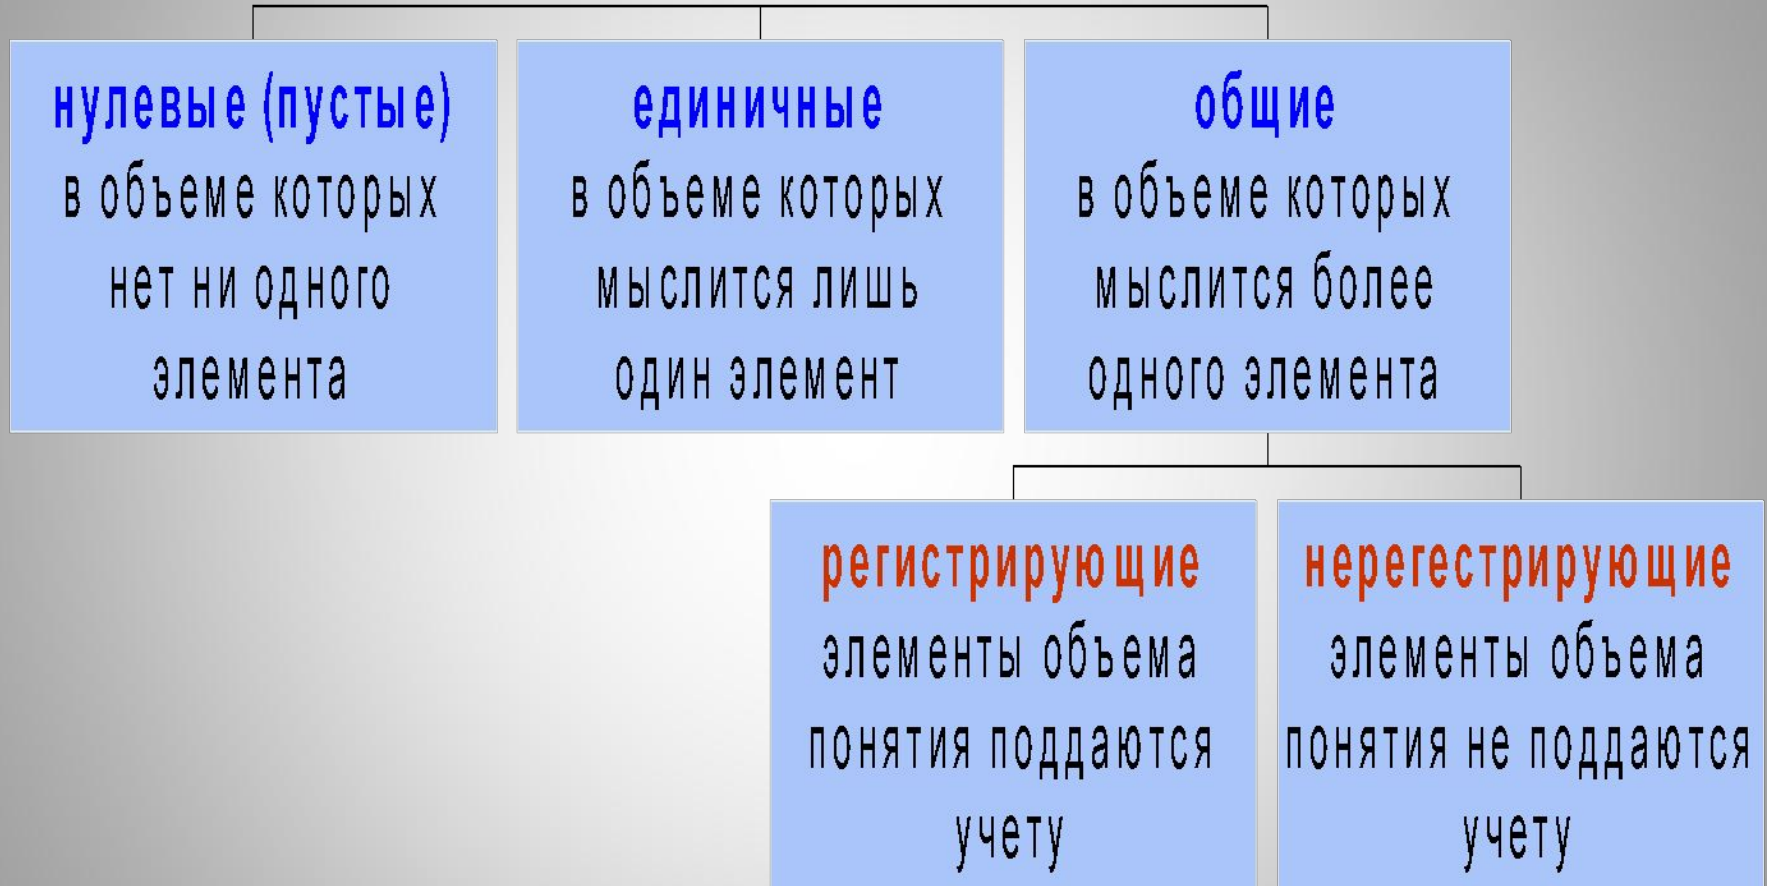 нулевые (пустые)
в объеме которых
нет ни одного
элемента
единичные
в объеме которых
мыслится лишь
один элемент
общие
в объеме которых
мыслится более
одного элемента
регистрирующие
элементы объема
понятия поддаются
учету
нерегестрирующие
элементы объема
понятия не поддаются
учету